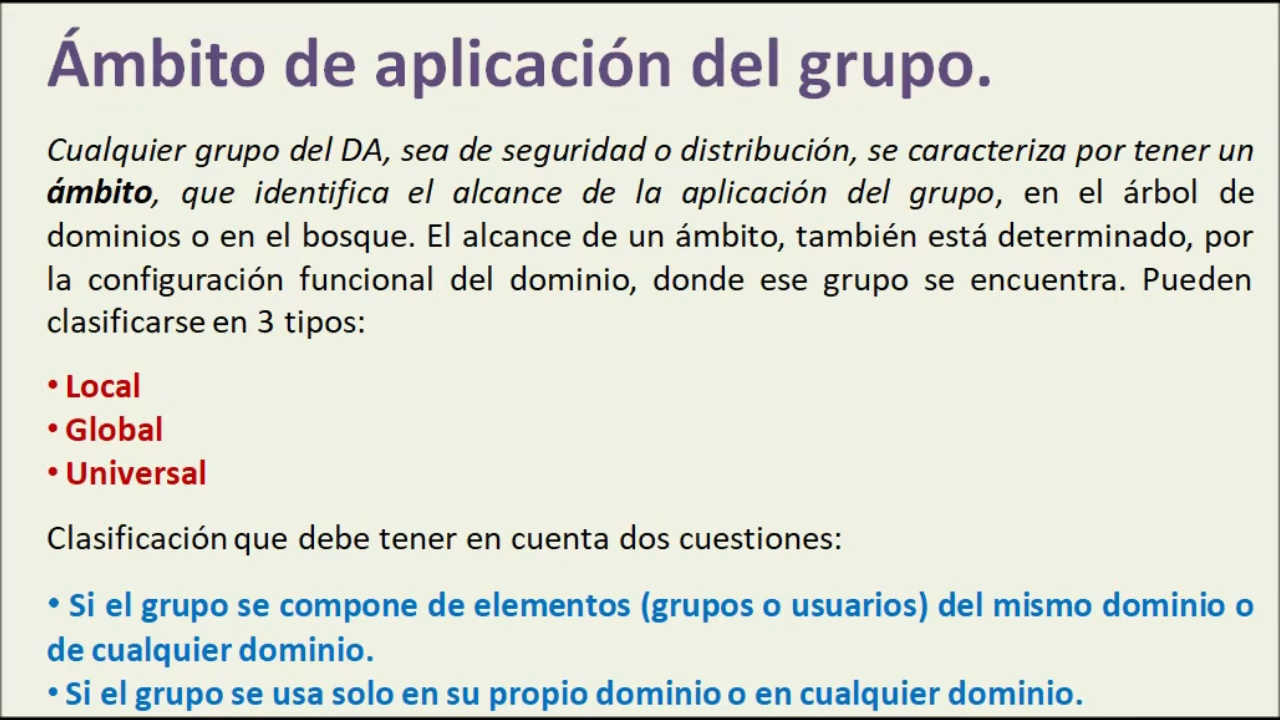 Ámbito de aplicación del grupo.
Cualquier grupo del DA, sea de seguridad o distribución, se caracteriza por tener un
ámbito, que identifica el alcance de la aplicación del grupo, en el árbol de
dominios o en el bosque. El alcance de un ámbito, también está determinado, por
la configuración funcional del dominio, donde ese grupo se encuentra. Pueden
clasificarse en 3 tipos:
• Local
• Global
• Universal
Clasificación que debe tener en cuenta dos cuestiones:
• Si el grupo se compone de elementos (grupos o usuarios) del mismo dominio o
de cualquier dominio.
• Si el grupo se usa solo en su propio dominio o en cualquier dominio.